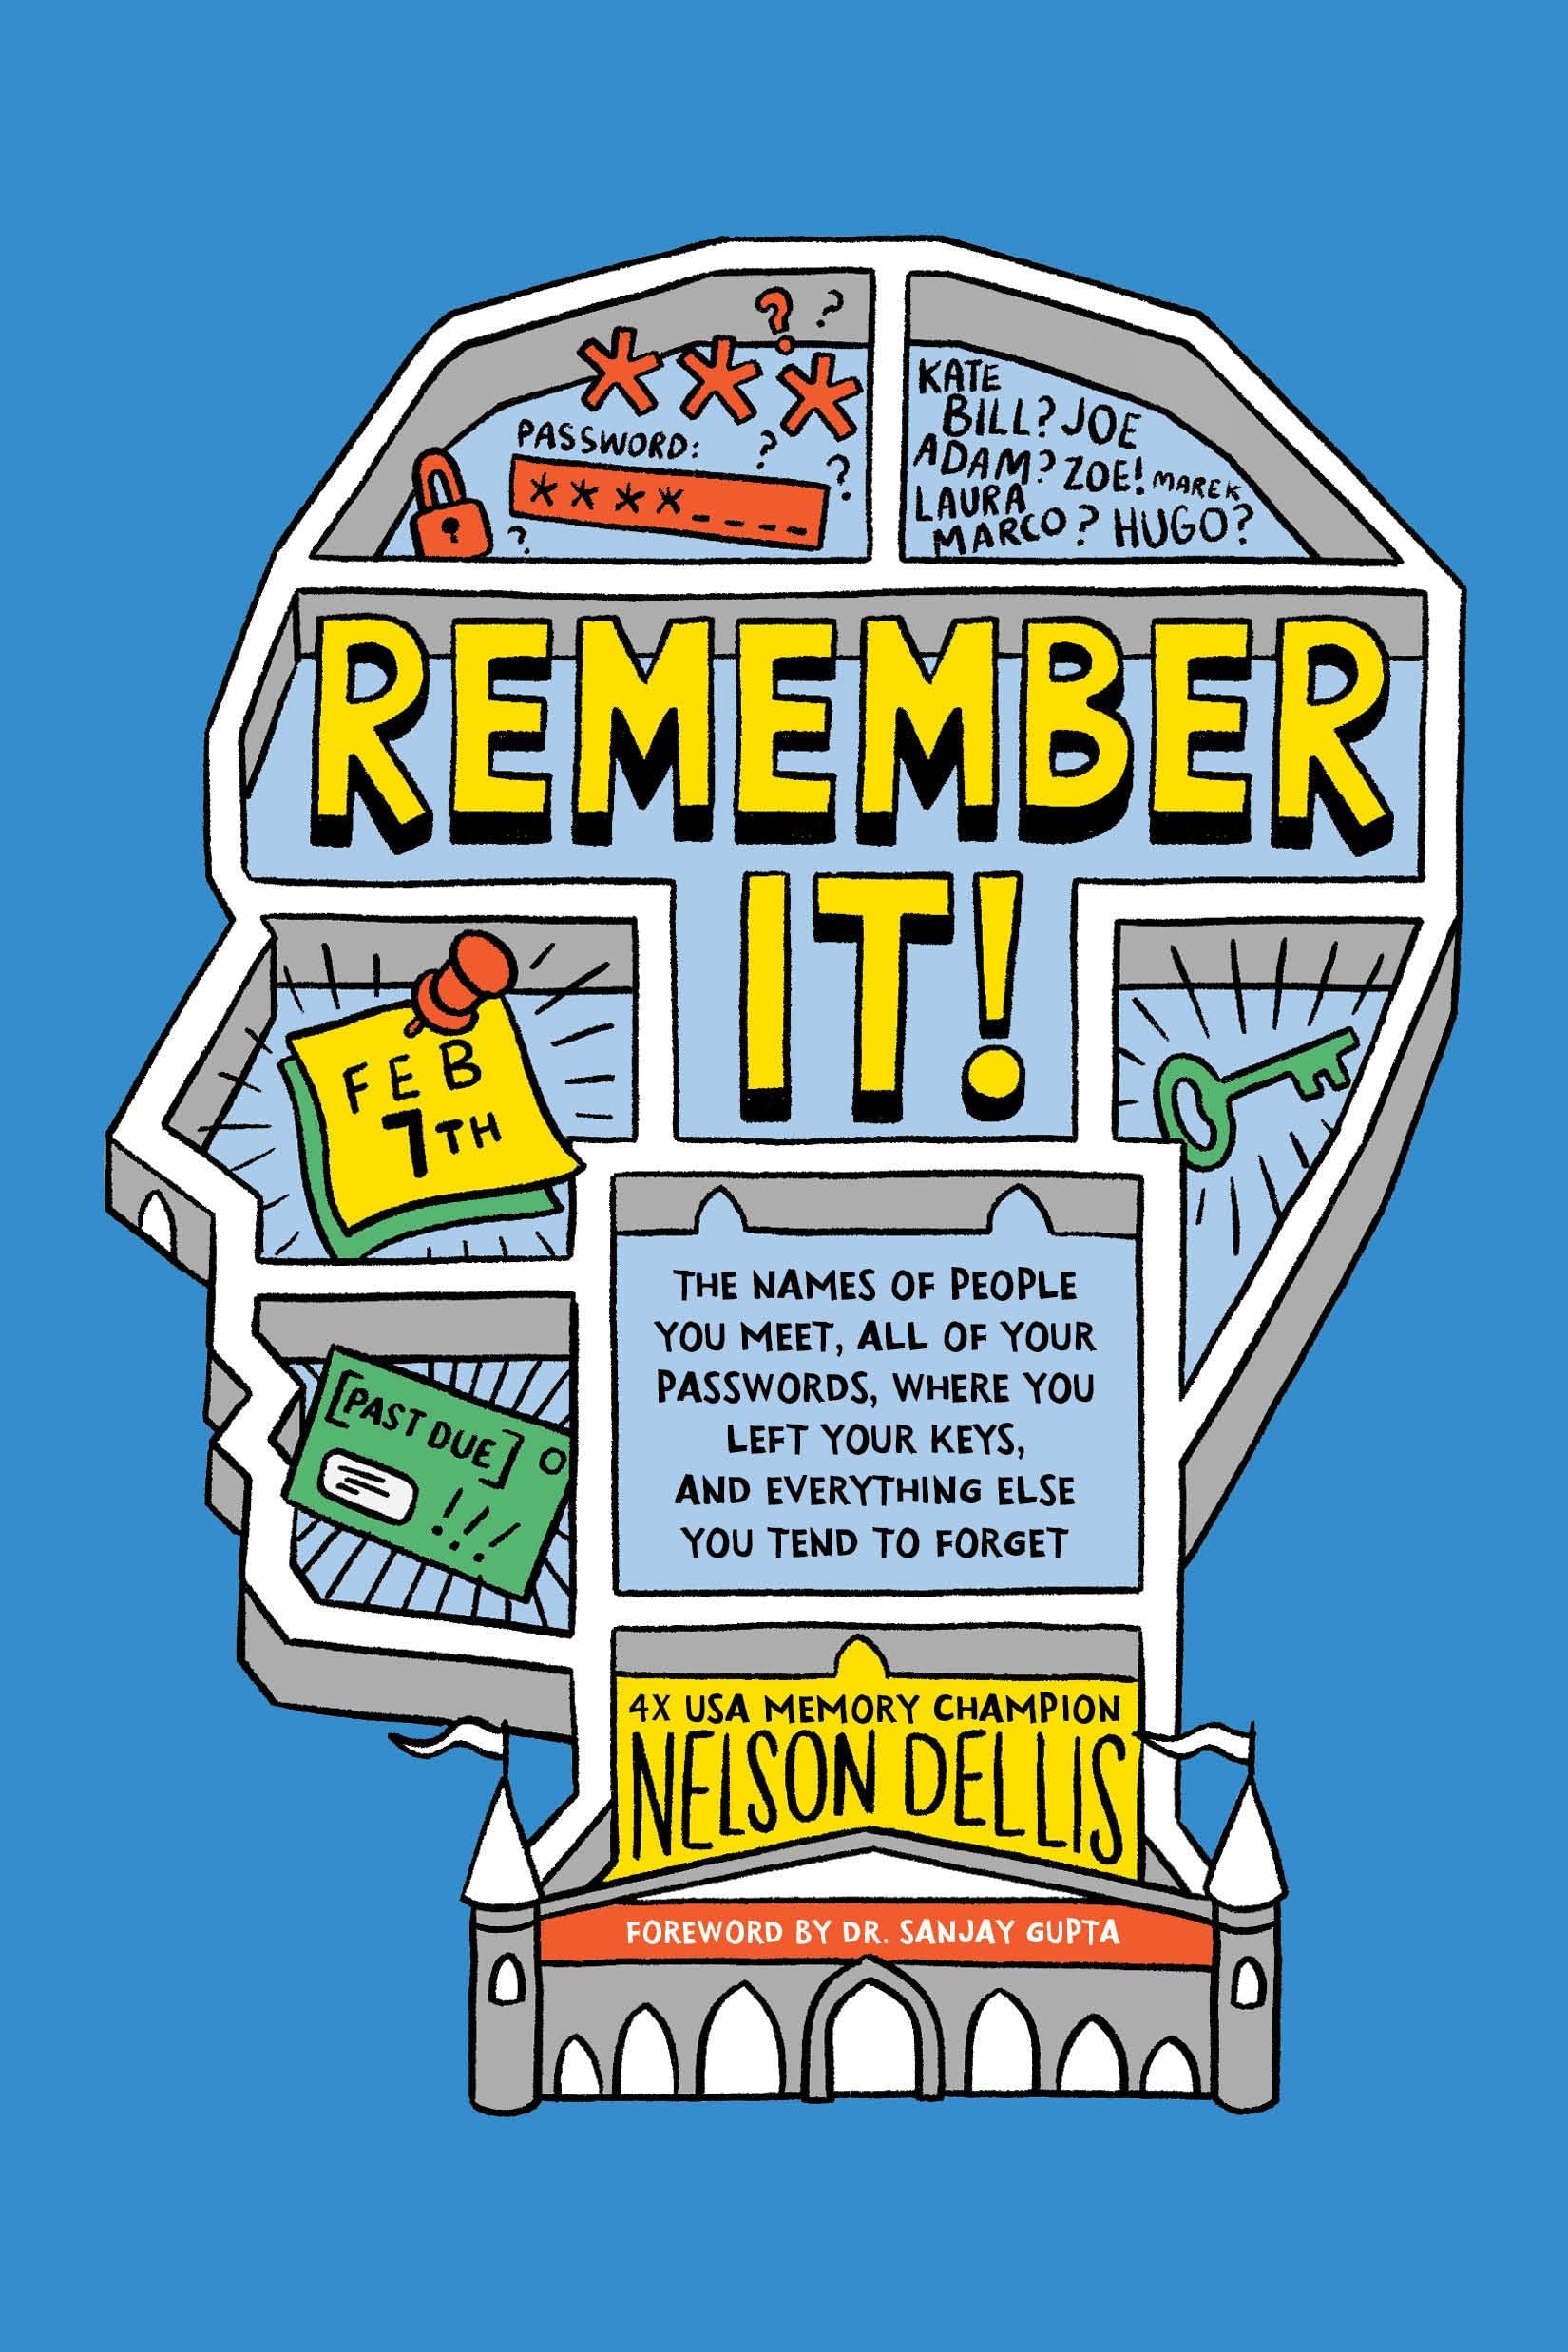 ? ?
***
PASSWORD: ?
****____ ?
?
KATE
BILL? JOE
ADAM? ZOE! MAREK
LAURA
MARCO? HUGO?
REMEMBER
IT!
FEB
7TH
[PAST DUE]
!!!
THE NAMES OF PEOPLE
YOU MEET, ALL OF YOUR
PASSWORDS, WHERE YOU
LEFT YOUR KEYS,
AND EVERYTHING ELSE
YOU TEND TO FORGET
4X USA MEMORY CHAMPION
NELSON DELLIS
FOREWORD BY DR. SANJAY GUPTA